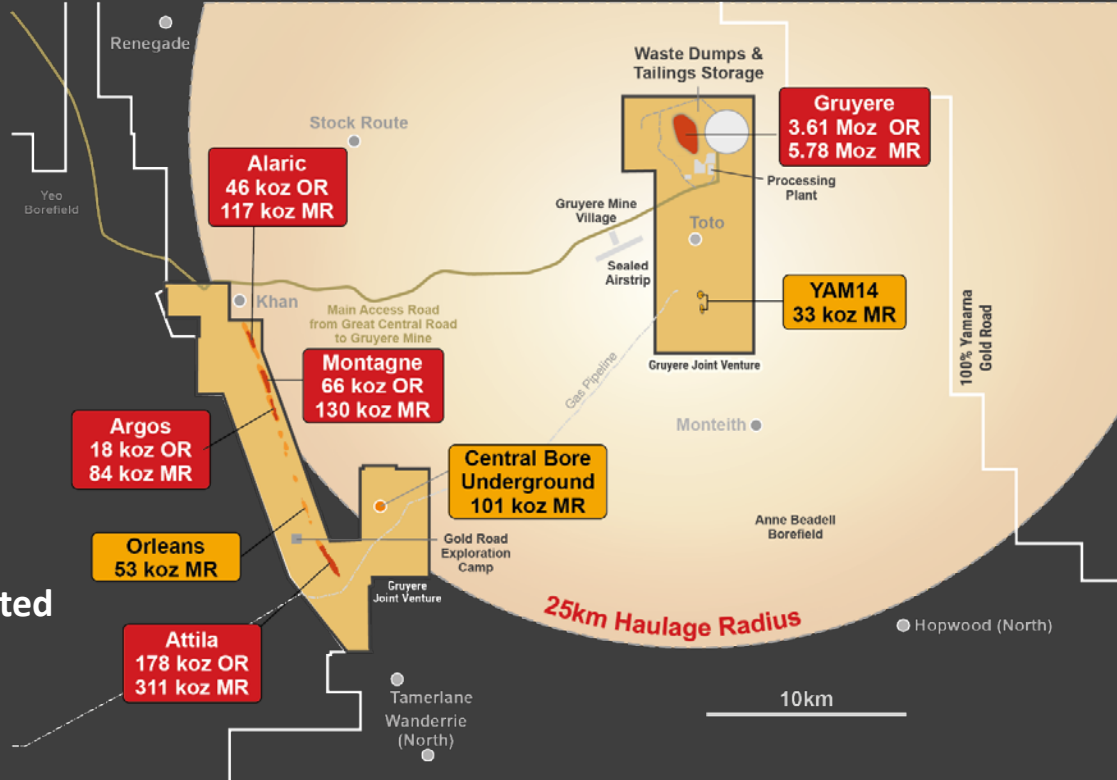 Renegade
Stock Route
Yeo
Borefield
Alaric
46 koz OR
117 koz MR
Khan
Main Access Road
from Great Central Road
to Gruyere Mine
Montagne
66 koz OR
130 koz MR
Argos
18 koz OR
84 koz MR
Orleans
53 koz MR
ted
Attila
178 koz OR
311 koz MR
Central Bore
Underground
101 koz MR
Gold Road
Exploration
Camp
Gruyere
Joint Venture
Tamerlane
Wanderrie
(North)
Waste Dumps &
Tailings Storage
Gruyere
3.61 Moz OR
5.78 Moz MR
Processing
Plant
Gruyere Mine
Village
Toto
Sealed
Airstrip
YAM14
33 koz MR
Gruyere Joint Venture
Gas Pipeline
Monteith
100% Yamarna
Gold Road
Anne Beadell
Borefield
25km Haulage Radius
Hopwood (North)
10km